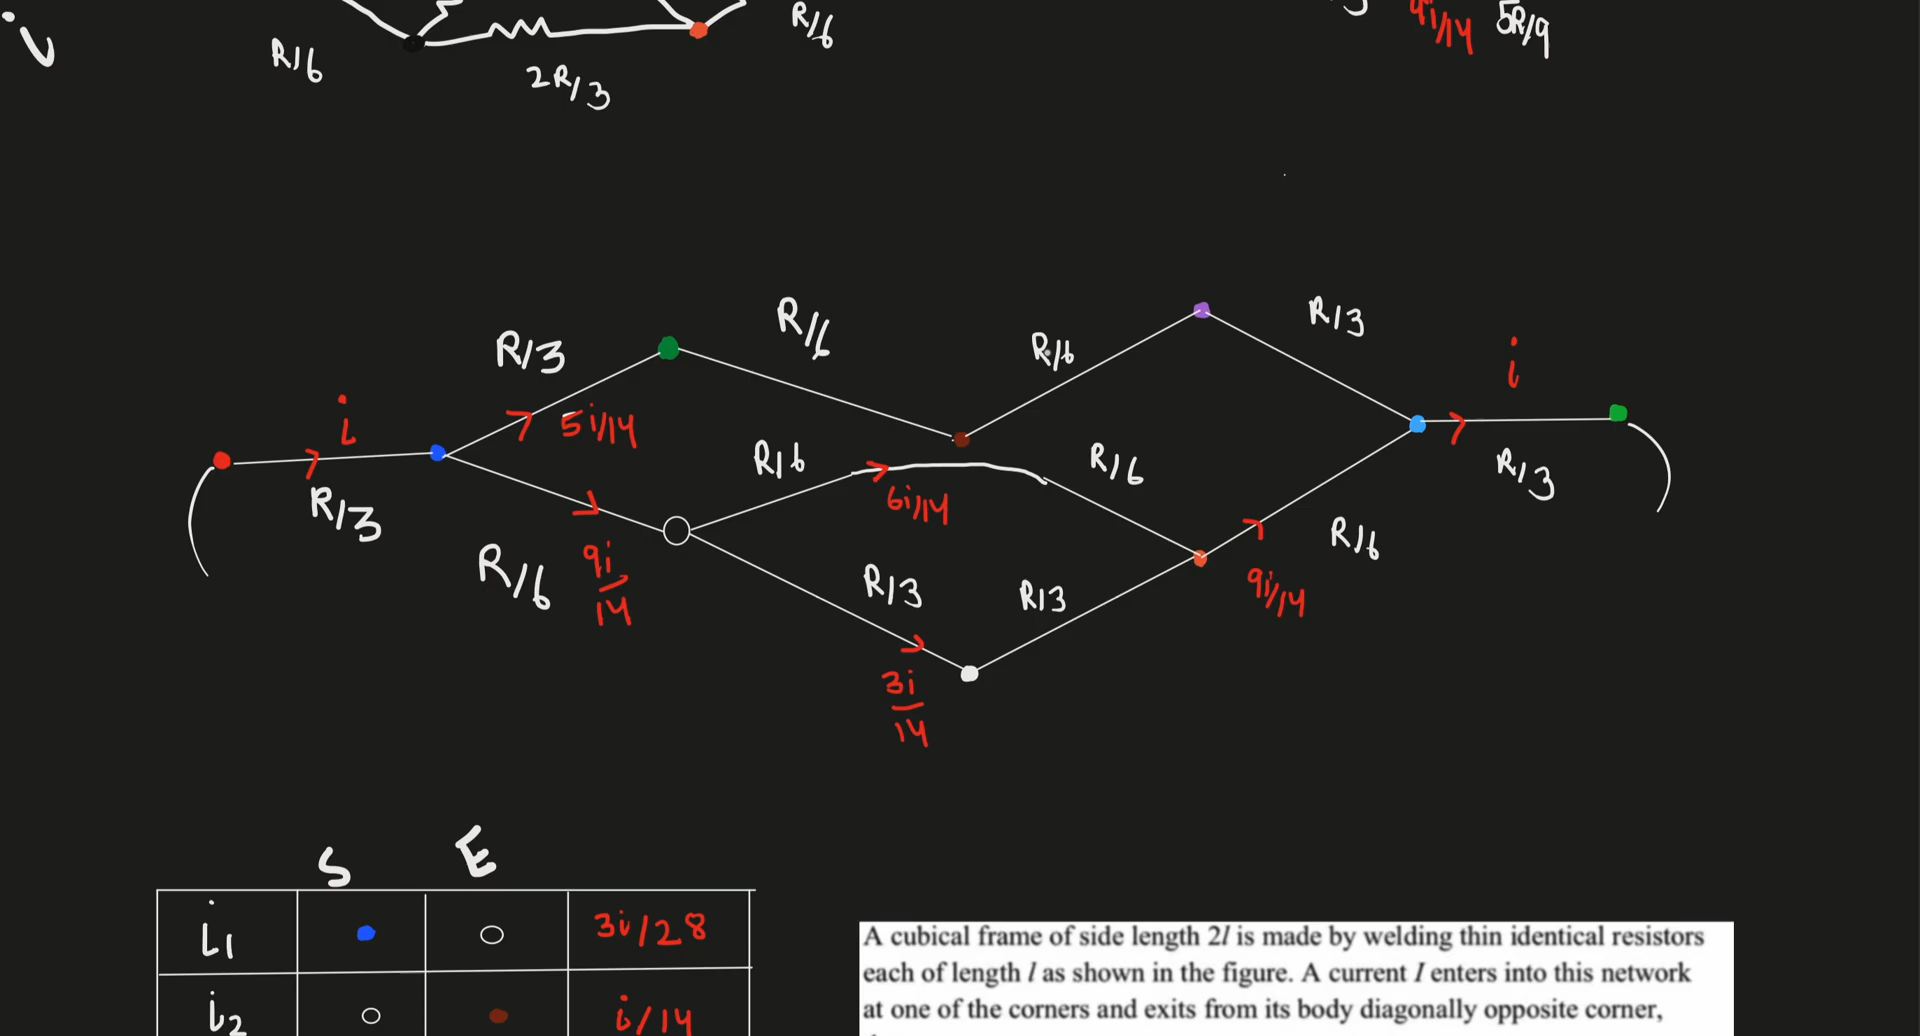 R/6
2R/3
R/6
9i/14 5R/9
R/3
R/6
R/6
R/3
i
R/3
5i/14
R/6
6i/14
R/6
i
R/3
R/6
9i/14
R/3
R/3
3i/14
R/6
9i/14
S E
i1 3i/28
i2 i/14
A cubical frame of side length 2l is made by welding thin identical resistors
each of length l as shown in the figure. A current I enters into this network
at one of the corners and exits from its body diagonally opposite corner,